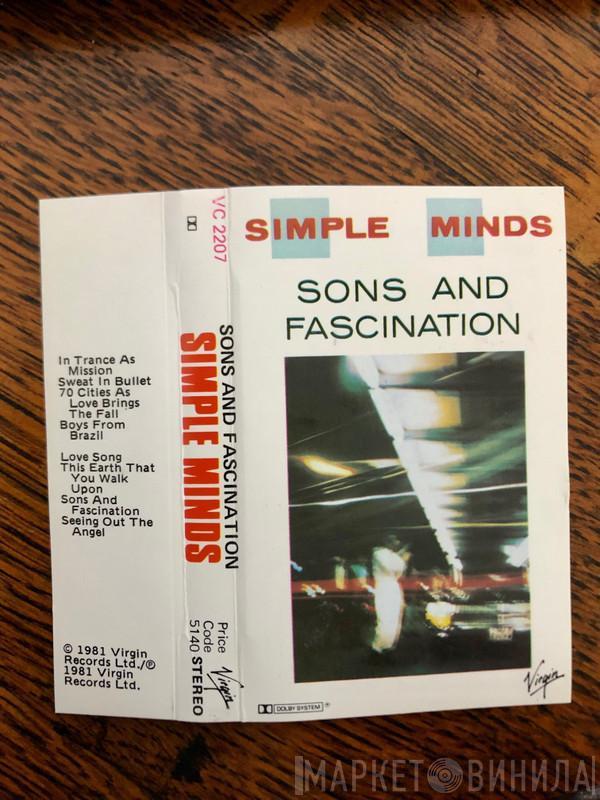 In Trance As
Mission
Sweat In Bullet
70 Cities As
Love Brings
The Fall
Boys From
Brazil
Love Song
This Earth That
You Walk
Upon
Sons And
Fascination
Seeing Out The
Angel
© 1981 Virgin
Records Ltd./℗
1981 Virgin
Records Ltd.
VC 2207
SONS AND FASCINATION
SIMPLE MINDS
Price
Code
5140 STEREO
Virgin
SIMPLE MINDS
SONS AND
FASCINATION
DOLBY SYSTEM®
Virgin
МАРКЕТ ВИНИЛА